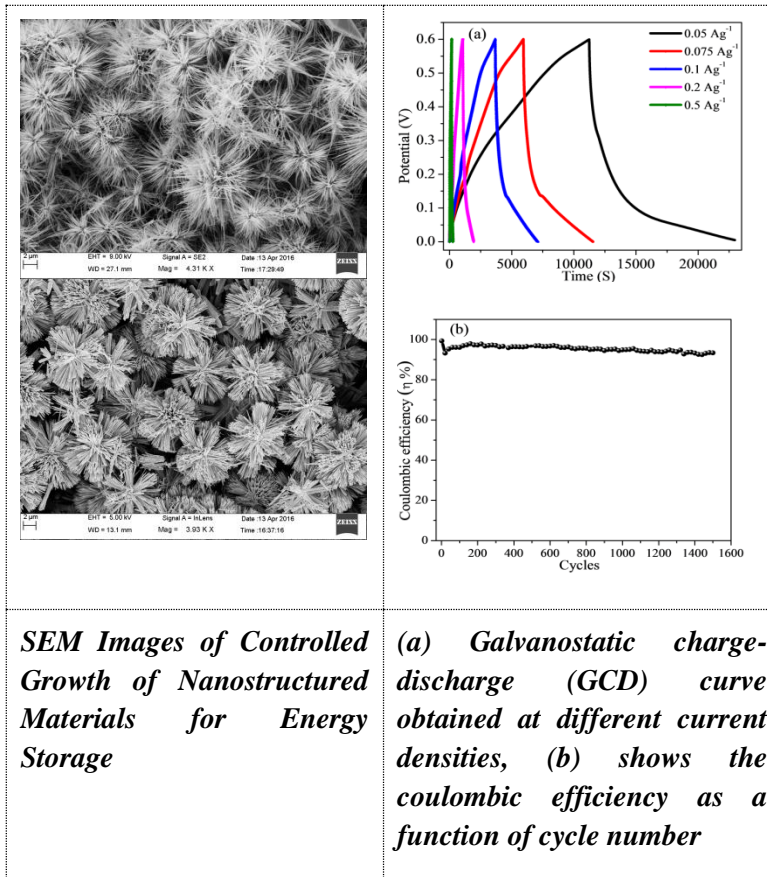 2 µm
EHT = 9.00 kV Signal A = SE2 Date :13 Apr 2016
WD = 27.1 mm Mag = 4.31 K X Time :17:29:49
ZEISS
2 µm
EHT = 5.00 kV Signal A = InLens Date :13 Apr 2016
WD = 13.1 mm Mag = 3.93 K X Time :16:37:16
ZEISS
(a)
0.05 Ag⁻¹
0.075 Ag⁻¹
0.1 Ag⁻¹
0.2 Ag⁻¹
0.5 Ag⁻¹
Potential (V)
0.6
0.5
0.4
0.3
0.2
0.1
0.0
0 5000 10000 15000 20000
Time (S)
(b)
Coulombic efficiency (η %)
100
80
60
40
20
0
0 200 400 600 800 1000 1200 1400 1600
Cycles
SEM Images of Controlled
Growth of Nanostructured
Materials for Energy
Storage
(a) Galvanostatic charge-
discharge (GCD) curve
obtained at different current
densities, (b) shows the
coulombic efficiency as a
function of cycle number